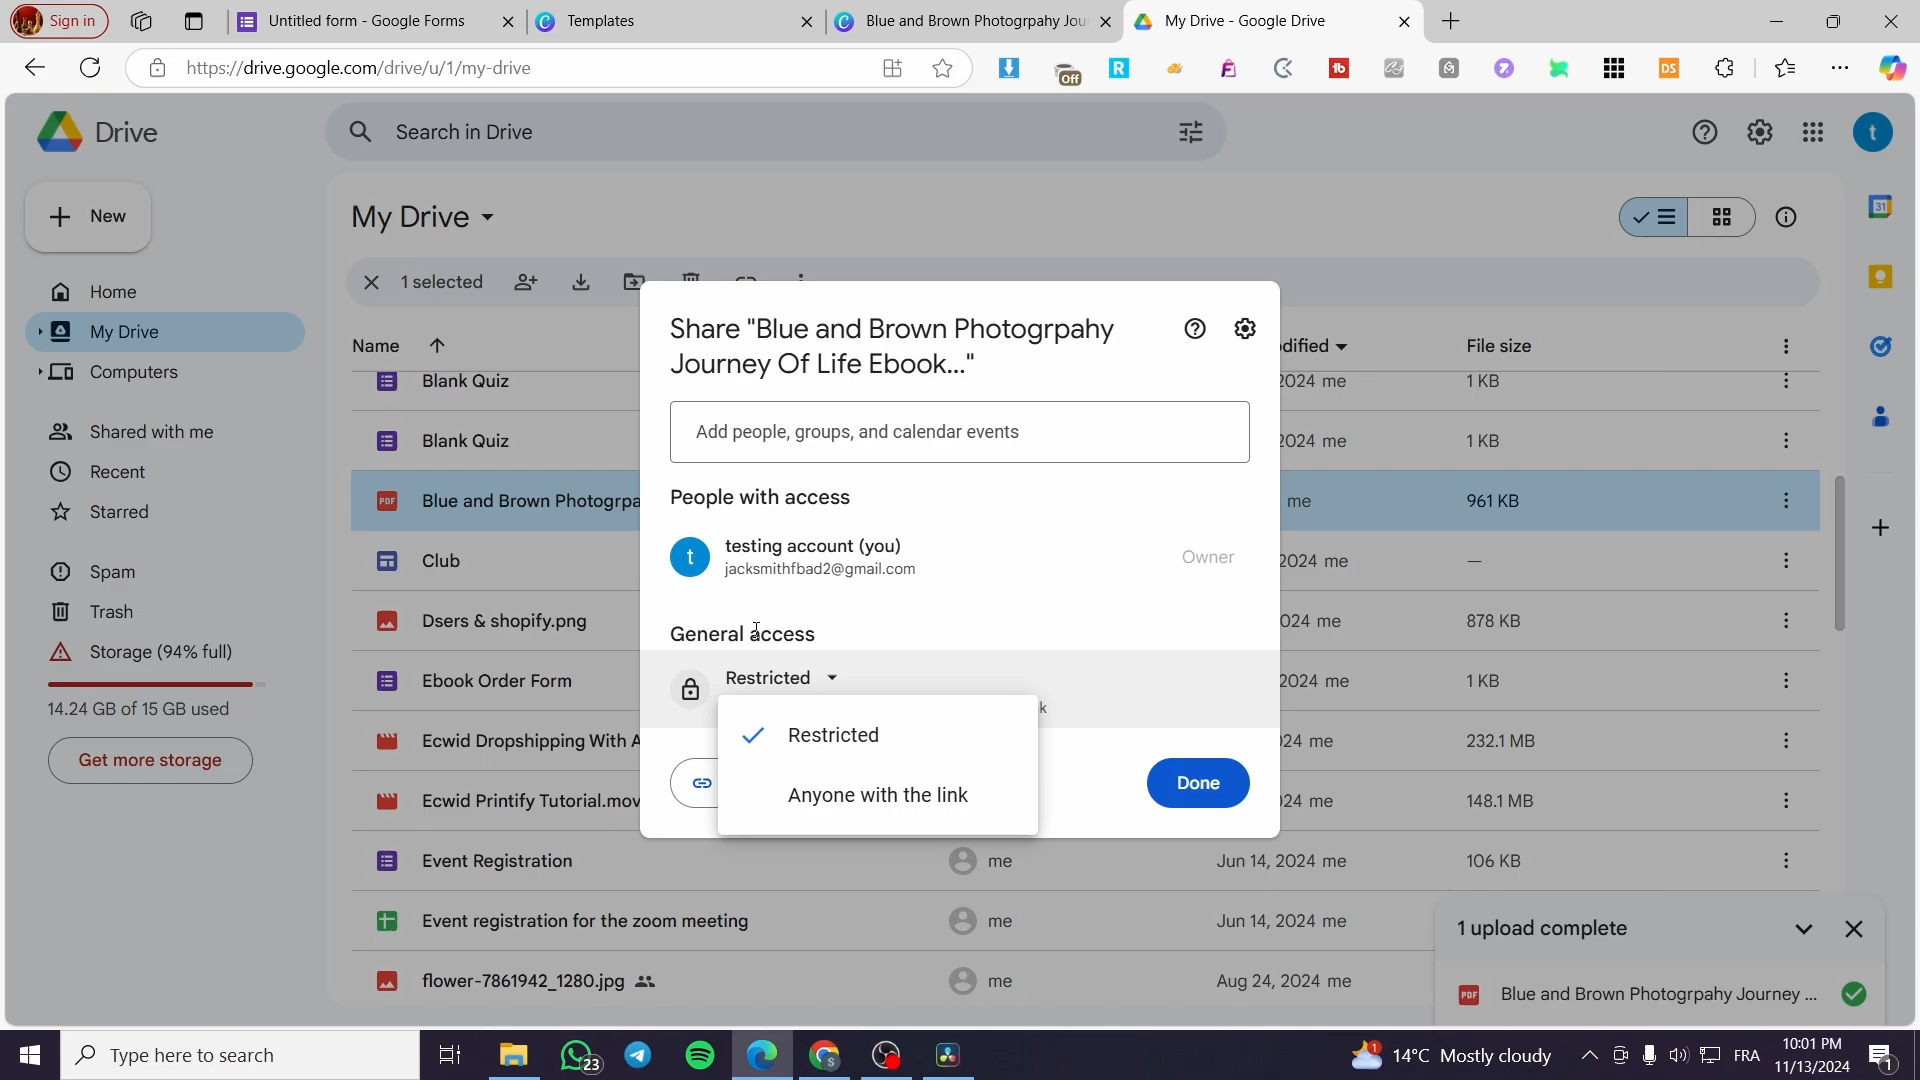 Sign in
Untitled form - Google Forms
Templates
Blue and Brown Photogrpahy Jou
My Drive - Google Drive
https://drive.google.com/drive/u/1/my-drive
Off
DS
Drive
Search in Drive
t
New
My Drive
31
1 selected
Home
My Drive
Computers
Shared with me
Recent
Starred
Spam
Trash
Storage (94% full)
14.24 GB of 15 GB used
Get more storage
Name
dified
File size
Blank Quiz
2024 me
1 KB
Blank Quiz
2024 me
1 KB
PDF
Blue and Brown Photogrpa
me
961 KB
Club
2024 me
—
Dsers & shopify.png
024 me
878 KB
Ebook Order Form
2024 me
1 KB
Ecwid Dropshipping With A
24 me
232.1 MB
Ecwid Printify Tutorial.mov
24 me
148.1 MB
Event Registration
me
Jun 14, 2024 me
106 KB
Event registration for the zoom meeting
me
Jun 14, 2024 me
flower-7861942_1280.jpg
me
Aug 24, 2024 me
Share "Blue and Brown Photogrpahy
Journey Of Life Ebook..."
Add people, groups, and calendar events
People with access
t
testing account (you)
jacksmithfbad2@gmail.com
Owner
General access
Restricted
k
Restricted
Anyone with the link
Done
1 upload complete
PDF
Blue and Brown Photogrpahy Journey ...
Type here to search
23
14°C Mostly cloudy
FRA
10:01 PM
11/13/2024
1